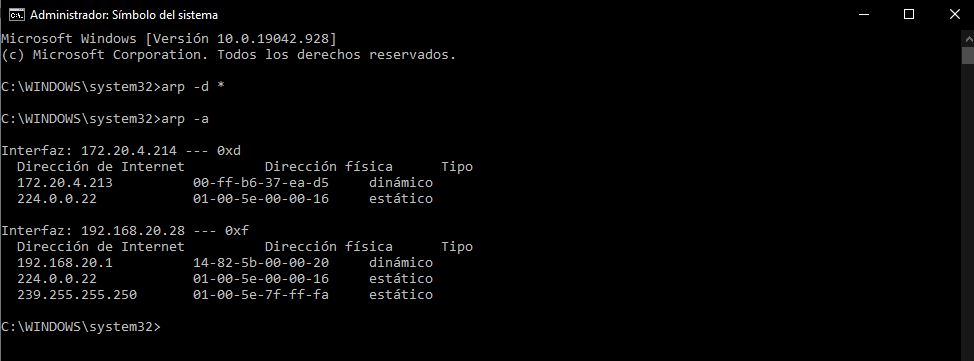 Administrador: Símbolo del sistema
Microsoft Windows [Versión 10.0.19042.928]
(c) Microsoft Corporation. Todos los derechos reservados.
C:\WINDOWS\system32>arp -d *
C:\WINDOWS\system32>arp -a
Interfaz: 172.20.4.214 --- 0xd
  Dirección de Internet          Dirección física      Tipo
  172.20.4.213          00-ff-b6-37-ea-d5     dinámico
  224.0.0.22            01-00-5e-00-00-16     estático
Interfaz: 192.168.20.28 --- 0xf
  Dirección de Internet          Dirección física      Tipo
  192.168.20.1          14-82-5b-00-00-20     dinámico
  224.0.0.22            01-00-5e-00-00-16     estático
  239.255.255.250       01-00-5e-7f-ff-fa     estático
C:\WINDOWS\system32>